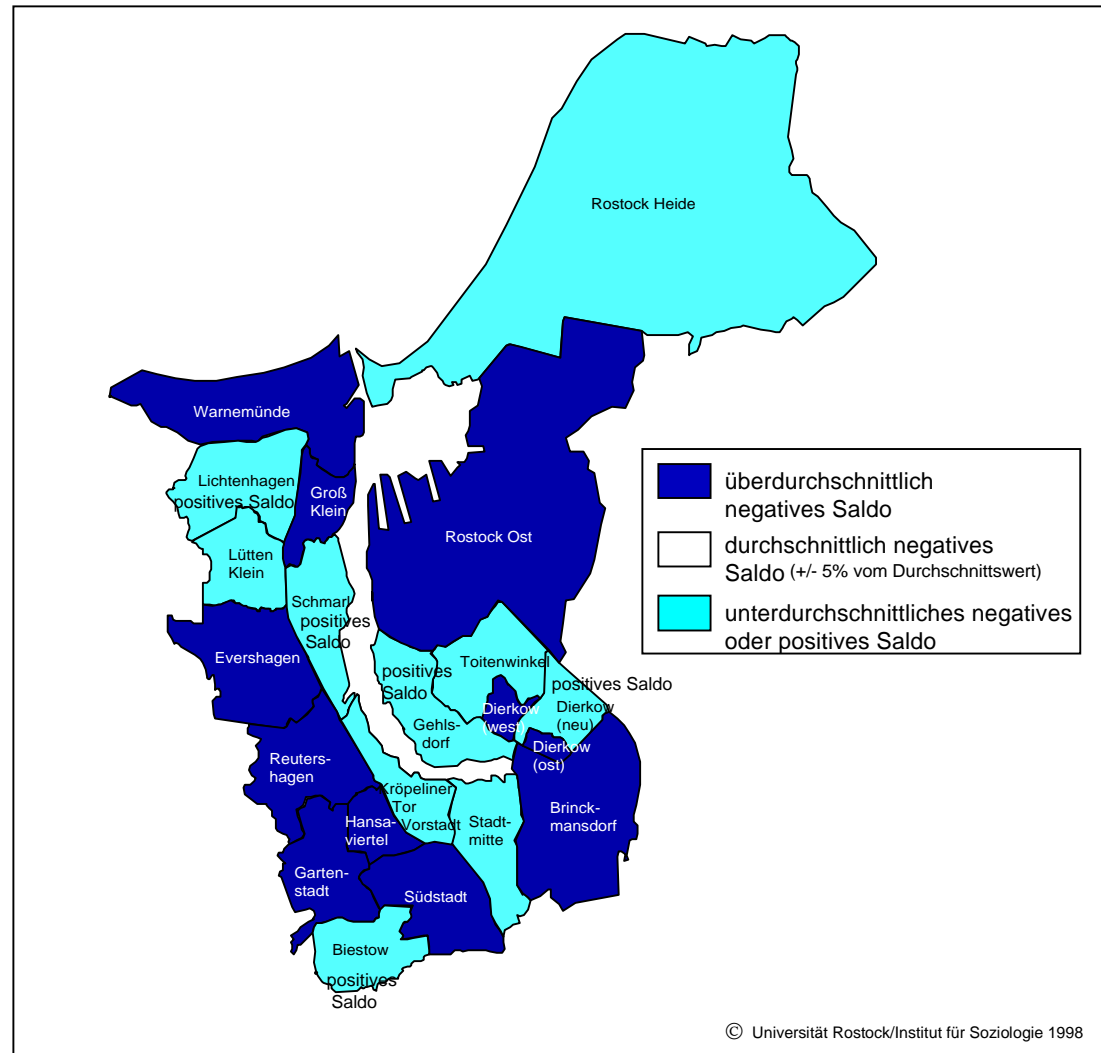 Rostock Heide
Warnemünde
Lichtenhagen
positives Saldo
Groß
Klein
Rostock Ost
Lütten
Klein
Schmarl
positives
Saldo
Evershagen
positives
Saldo
Toitenwinkel
positives Saldo
Dierkow
(west)
Dierkow
(neu)
Gehls-
dorf
Dierkow
(ost)
Reuters-
hagen
Kröpeliner
Tor
Vorstadt
Hansa-
viertel
Stadt-
mitte
Brinck-
mansdorf
Garten-
stadt
Südstadt
Biestow
positives
Saldo
überdurchschnittlich
negatives Saldo
durchschnittlich negatives
Saldo (+/- 5% vom Durchschnittswert)
unterdurchschnittliches negatives
oder positives Saldo
© Universität Rostock/Institut für Soziologie 1998